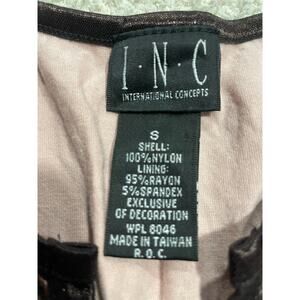 I·N·C
INTERNATIONAL CONCEPTS
S
SHELL:
100%NYLON
LINING:
95%RAYON
5%SPANDEX
EXCLUSIVE
OF DECORATION
WPL 8046
MADE IN TAIWAN
R.O.C.